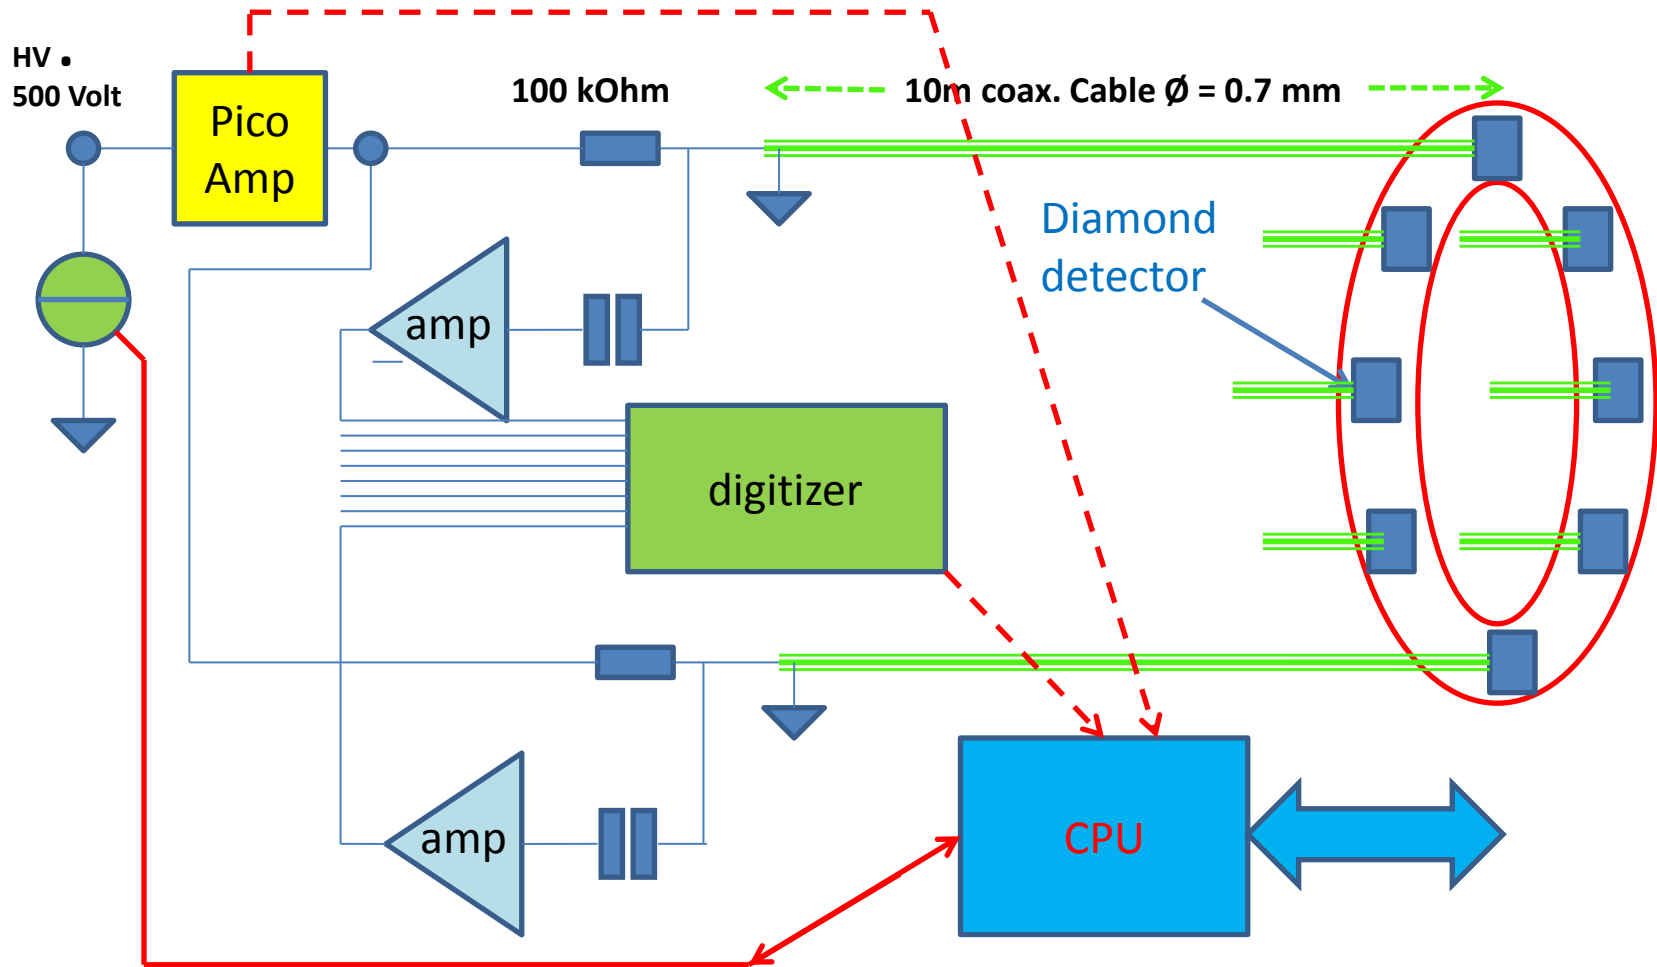 HV .
500 Volt
Pico
Amp
100 kOhm
10m coax. Cable Ø = 0.7 mm
Diamond
detector
amp
digitizer
amp
CPU